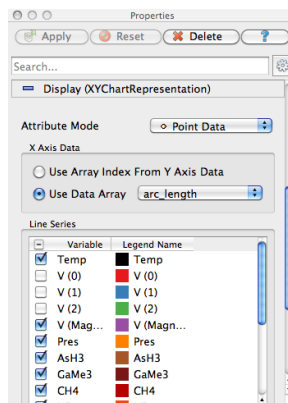 Properties
Apply Reset Delete ?
Search...
Display (XYChartRepresentation)
Attribute Mode Point Data
X Axis Data
Use Array Index From Y Axis Data
Use Data Array arc_length
Line Series
Variable Legend Name
Temp Temp
V (0) V (0)
V (1) V (1)
V (2) V (2)
V (Mag... V (Magn...
Pres Pres
AsH3 AsH3
GaMe3 GaMe3
CH4 CH4